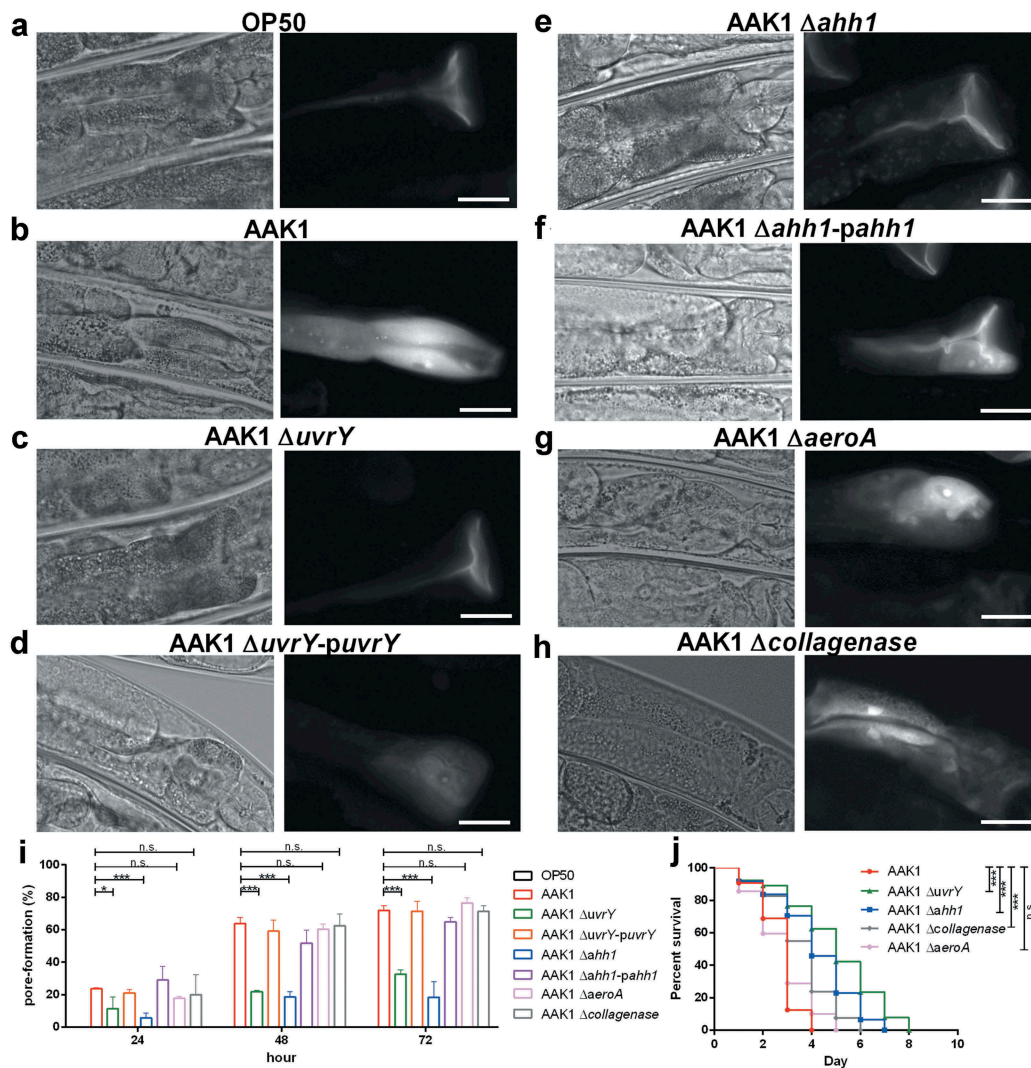 a
OP50
e
AAK1 Δahh1
b
AAK1
f
AAK1 Δahh1-pahh1
c
AAK1 ΔuvrY
g
AAK1 ΔaeroA
d
AAK1 ΔuvrY-puvrY
h
AAK1 Δcollagenase
i
pore-formation (%)
100
80
60
40
20
0
n.s.
n.s.
***
*
n.s.
n.s.
***
***
n.s.
n.s.
***
***
24
48
72
hour
OP50
AAK1
AAK1 ΔuvrY
AAK1 ΔuvrY-puvrY
AAK1 Δahh1
AAK1 Δahh1-pahh1
AAK1 ΔaeroA
AAK1 Δcollagenase
j
Percent survival
100
80
60
40
20
0
AAK1
AAK1 ΔuvrY
AAK1 Δahh1
AAK1 Δcollagenase
AAK1 ΔaeroA
***
***
***
n.s.
0
2
4
6
8
10
Day